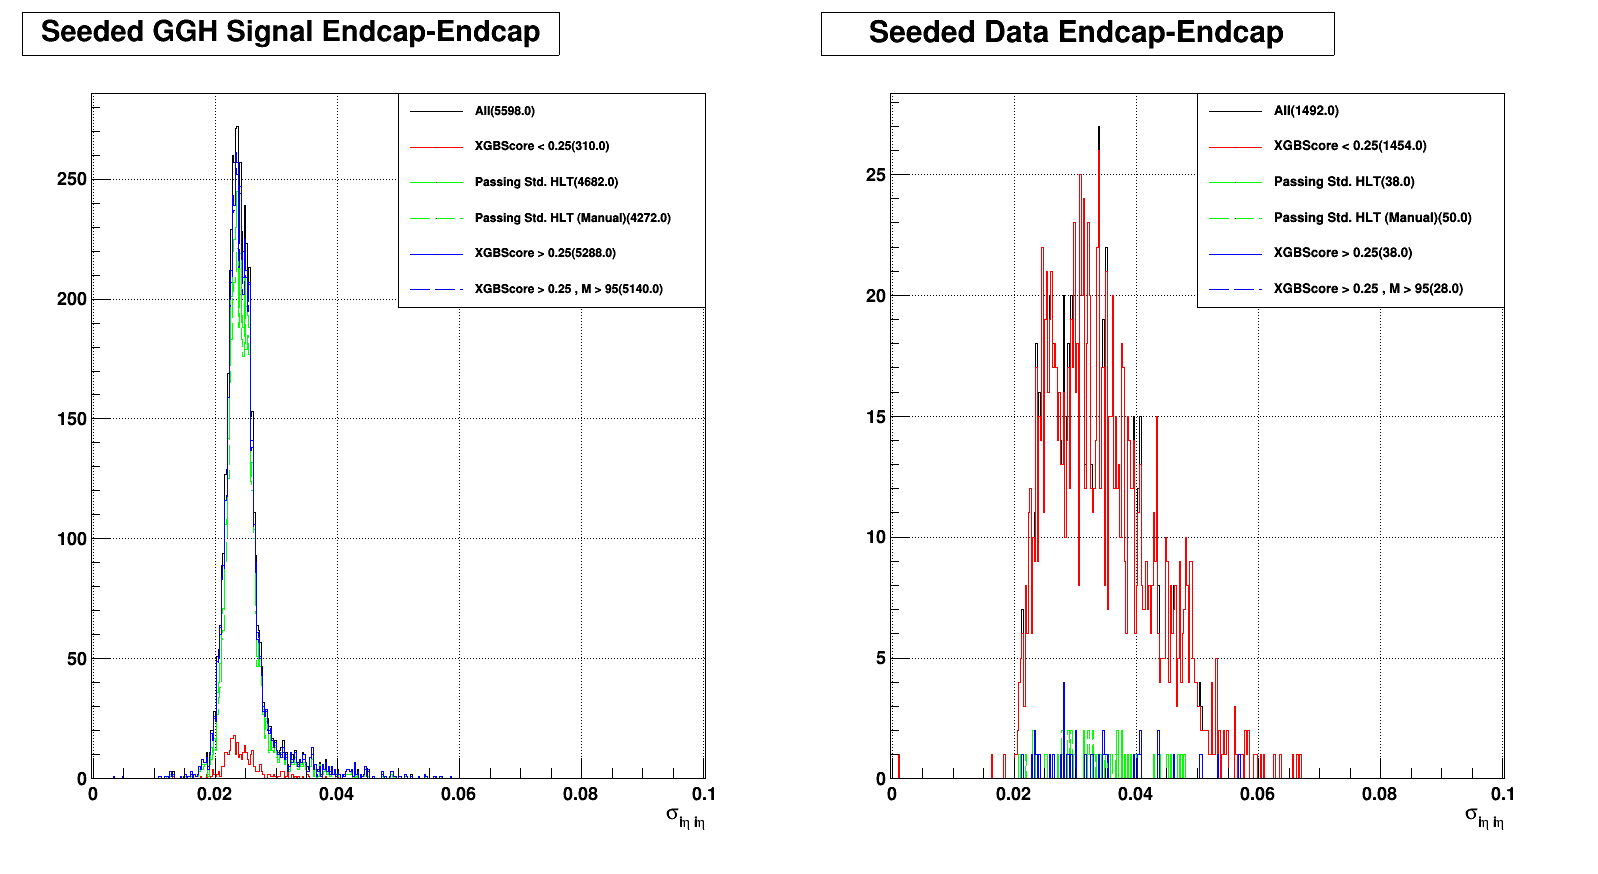 Seeded GGH Signal Endcap-Endcap
All(5598.0)
XGBScore < 0.25(310.0)
Passing Std. HLT(4682.0)
Passing Std. HLT (Manual)(4272.0)
XGBScore > 0.25(5288.0)
XGBScore > 0.25 , M > 95(5140.0)
250
200
150
100
50
0
0 0.02 0.04 0.06 0.08 0.1
σ iη iη
Seeded Data Endcap-Endcap
All(1492.0)
XGBScore < 0.25(1454.0)
Passing Std. HLT(38.0)
Passing Std. HLT (Manual)(50.0)
XGBScore > 0.25(38.0)
XGBScore > 0.25 , M > 95(28.0)
25
20
15
10
5
0
0 0.02 0.04 0.06 0.08 0.1
σ iη iη